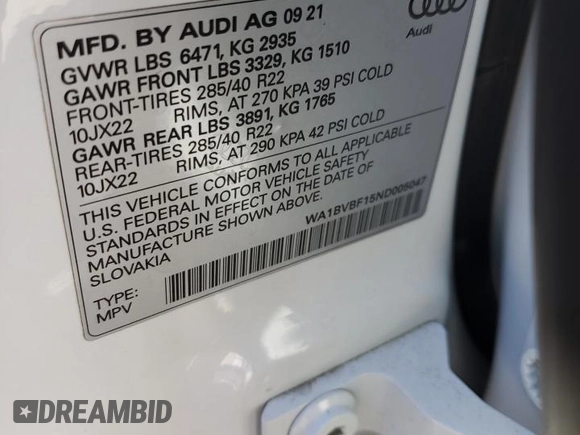 MFD. BY AUDI AG 09 21
GVWR LBS 6471, KG 2935
GAWR FRONT LBS 3329, KG 1510
FRONT-TIRES 285/40 R22
10JX22 RIMS, AT 270 KPA 39 PSI COLD
GAWR REAR LBS 3891, KG 1765
REAR-TIRES 285/40 R22
10JX22 RIMS, AT 290 KPA 42 PSI COLD
THIS VEHICLE CONFORMS TO ALL APPLICABLE
U.S. FEDERAL MOTOR VEHICLE SAFETY
STANDARDS IN EFFECT ON THE DATE OF
MANUFACTURE SHOWN ABOVE.
SLOVAKIA
WA1BVBF15ND005047
TYPE:
MPV
Audi
DREAMBID